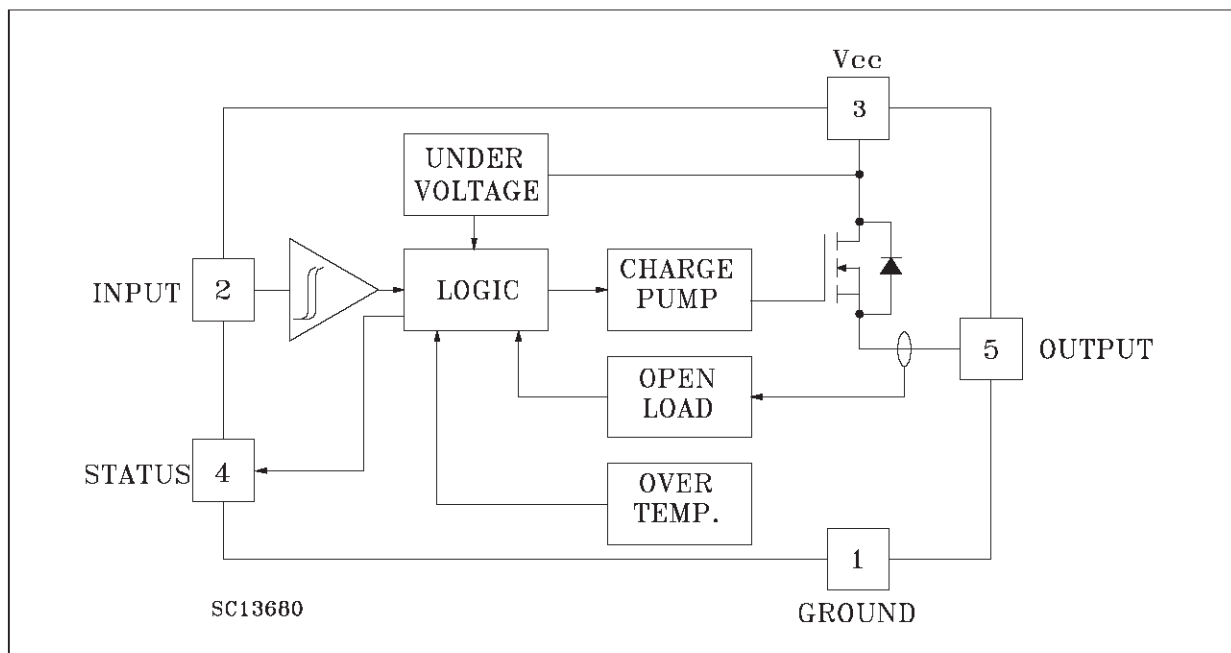 Vcc
3
UNDER
VOLTAGE
INPUT
2
LOGIC
CHARGE
PUMP
5
OUTPUT
OPEN
LOAD
STATUS
4
OVER
TEMP.
1
GROUND
SC13680